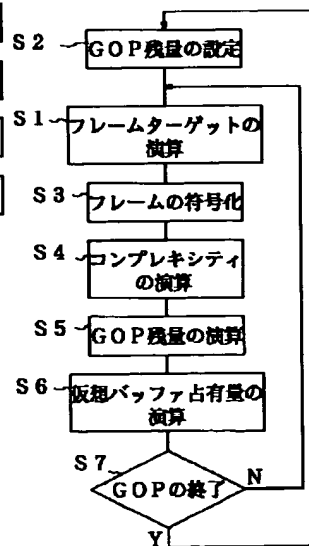 S2
GOP残量の設定
S1
フレームターゲットの
演算
S3
フレームの符号化
S4
コンプレキシティ
の演算
S5
GOP残量の演算
S6
仮想バッファ占有量の
演算
S7
GOPの終了
N
Y